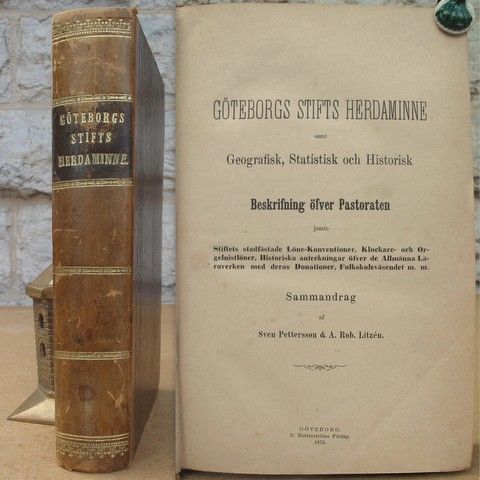 GÖTEBORGS
STIFTS
HERDAMINNE.
GÖTEBORGS STIFTS HERDAMINNE
samt
Geografisk, Statistisk och Historisk
Beskrifning öfver Pastoraten
jemte
Stiftets stadfästade Löne-Konventioner, Klockare- och Or-
gelnistlöner, Historiska anteckningar öfver de Allmänna Lä-
roverken med deras Donationer, Folkskoleväsendet m. m.
Sammandrag
af
Sven Pettersson & A. Rob. Litzén.
GÖTEBORG.
N. Zetterströms Förlag.
1872.